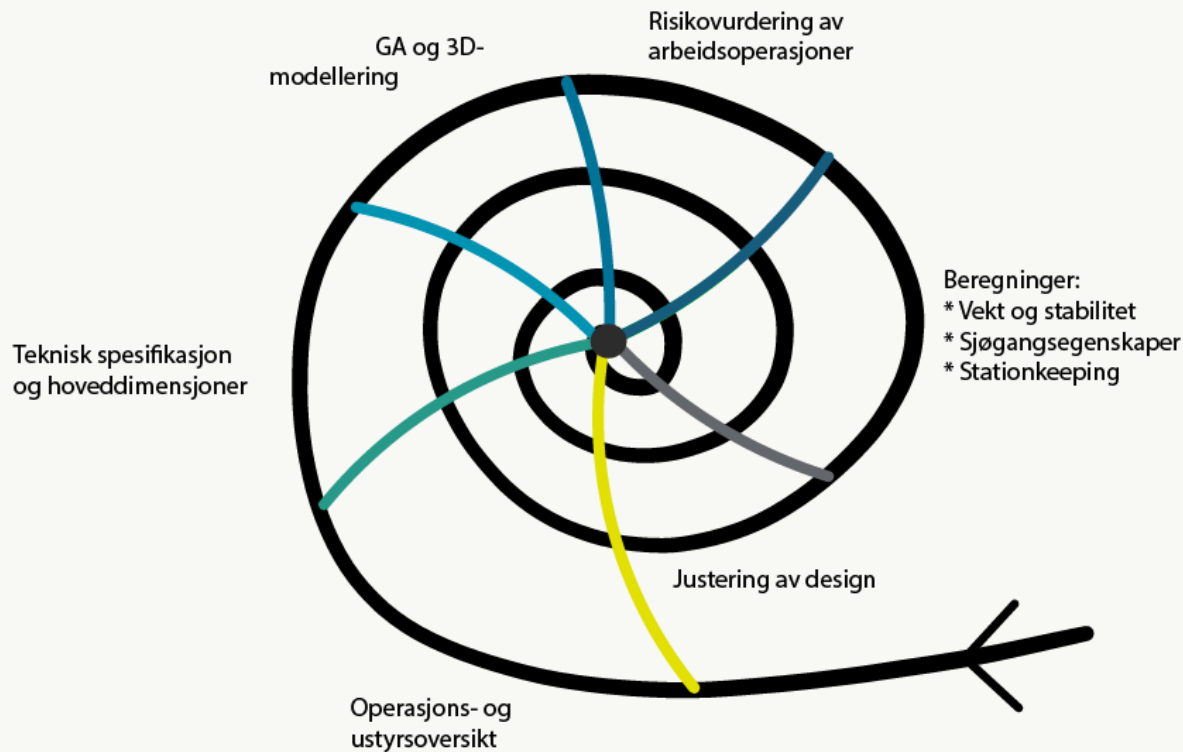 GA og 3D-
modellering
Risikovurdering av
arbeidsoperasjoner
Beregninger:
* Vekt og stabilitet
* Sjøgangsegenskaper
* Stationkeeping
Teknisk spesifikasjon
og hoveddimensjoner
Justering av design
Operasjons- og
ustyrsoversikt